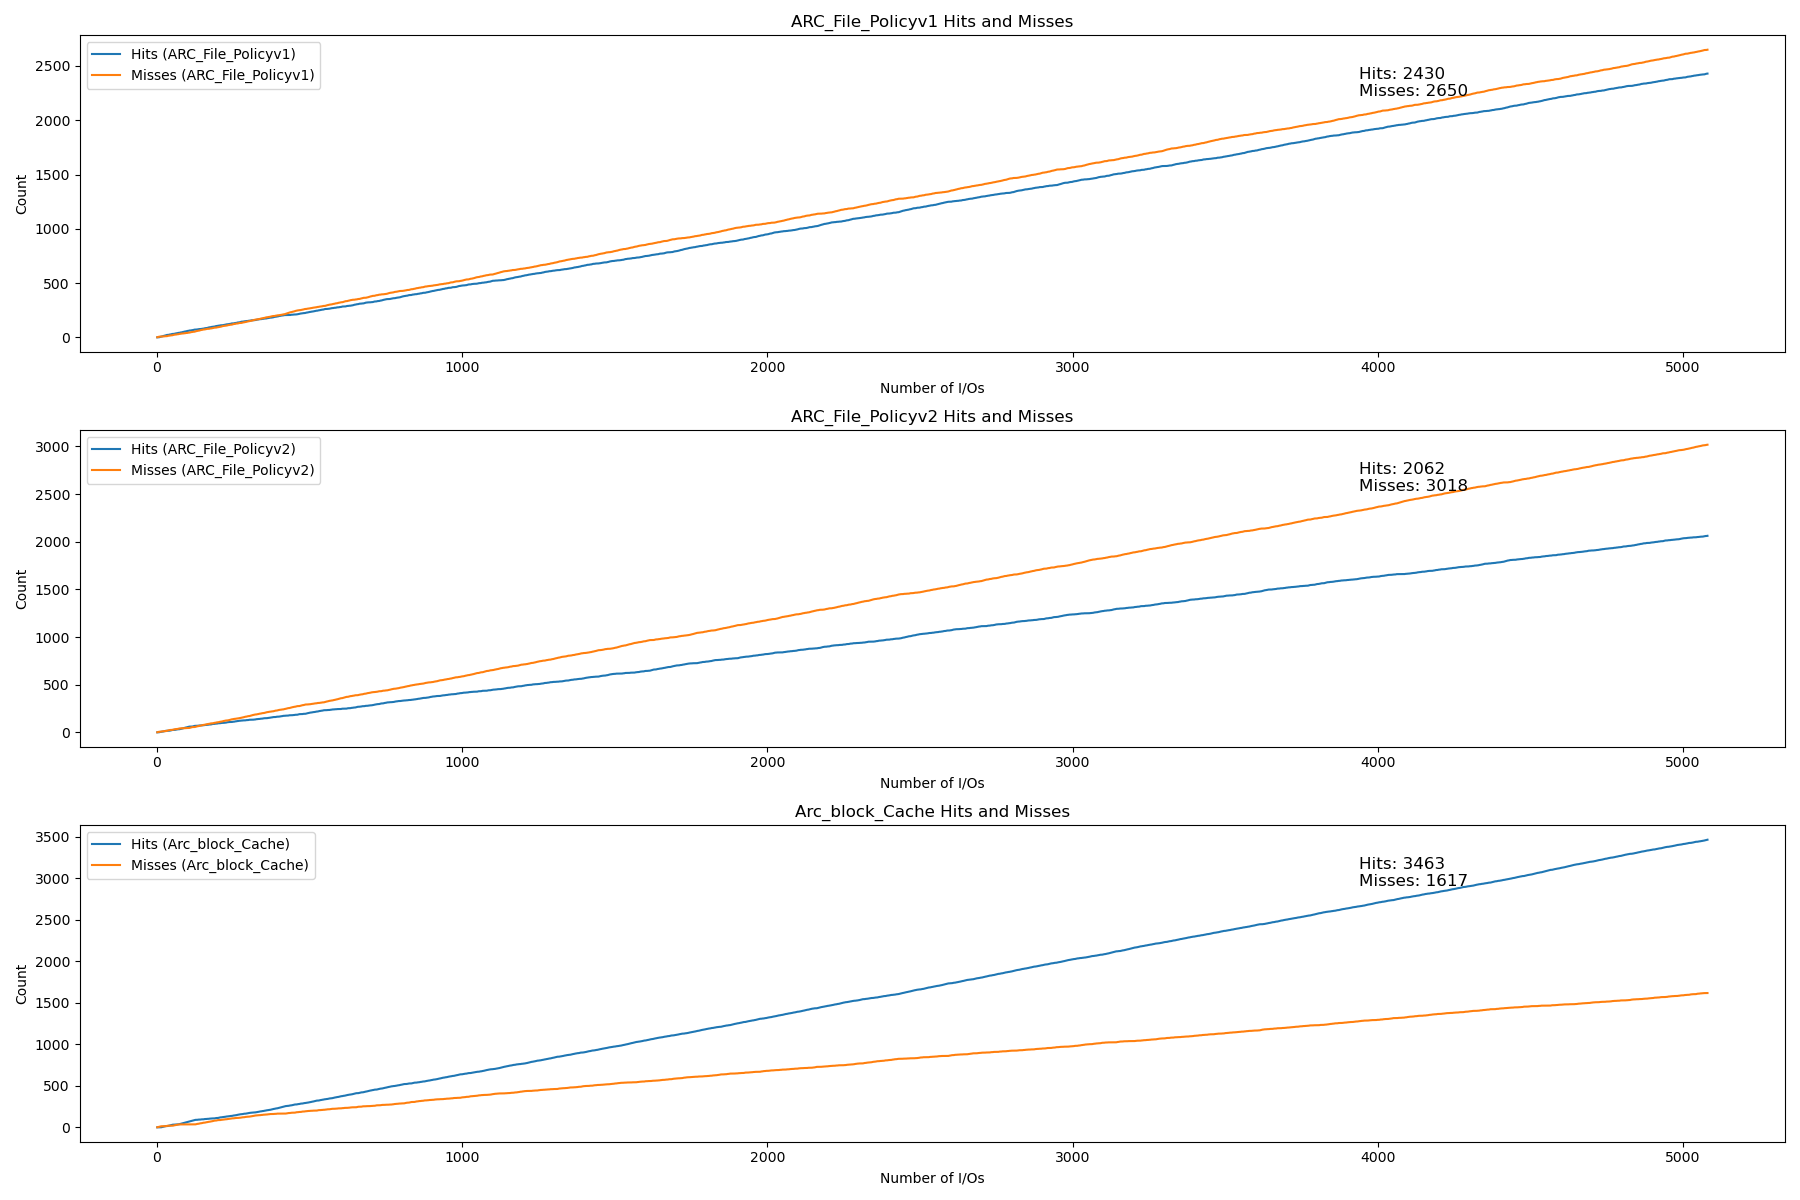 ARC_File_Policyv1 Hits and Misses
Hits (ARC_File_Policyv1)
Misses (ARC_File_Policyv1)
Hits: 2430
Misses: 2650
Count
2500
2000
1500
1000
500
0
0 1000 2000 3000 4000 5000
Number of I/Os
ARC_File_Policyv2 Hits and Misses
Hits (ARC_File_Policyv2)
Misses (ARC_File_Policyv2)
Hits: 2062
Misses: 3018
Count
3000
2500
2000
1500
1000
500
0
0 1000 2000 3000 4000 5000
Number of I/Os
Arc_block_Cache Hits and Misses
Hits (Arc_block_Cache)
Misses (Arc_block_Cache)
Hits: 3463
Misses: 1617
Count
3500
3000
2500
2000
1500
1000
500
0
0 1000 2000 3000 4000 5000
Number of I/Os